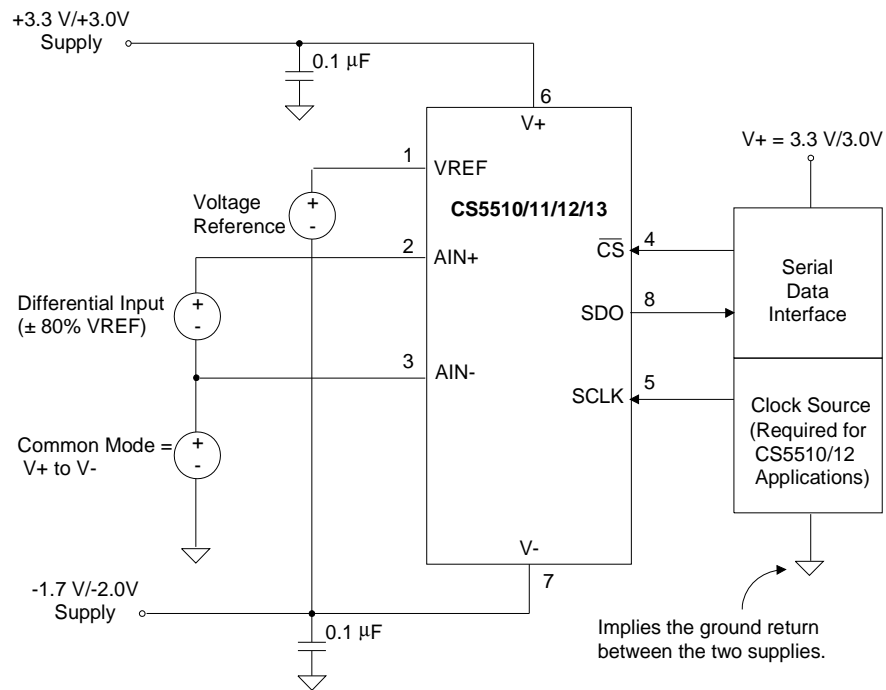 +3.3 V/+3.0V
Supply
0.1 µF
6
V+
V+ = 3.3 V/3.0V
1
VREF
Voltage
Reference
+
-
CS5510/11/12/13
2
AIN+
CS
4
Serial
Data
Interface
Differential Input
(± 80% VREF)
+
-
SDO
8
3
AIN-
SCLK
5
Clock Source
(Required for
CS5510/12
Applications)
Common Mode =
V+ to V-
+
-
V-
7
-1.7 V/-2.0V
Supply
0.1 µF
Implies the ground return
between the two supplies.